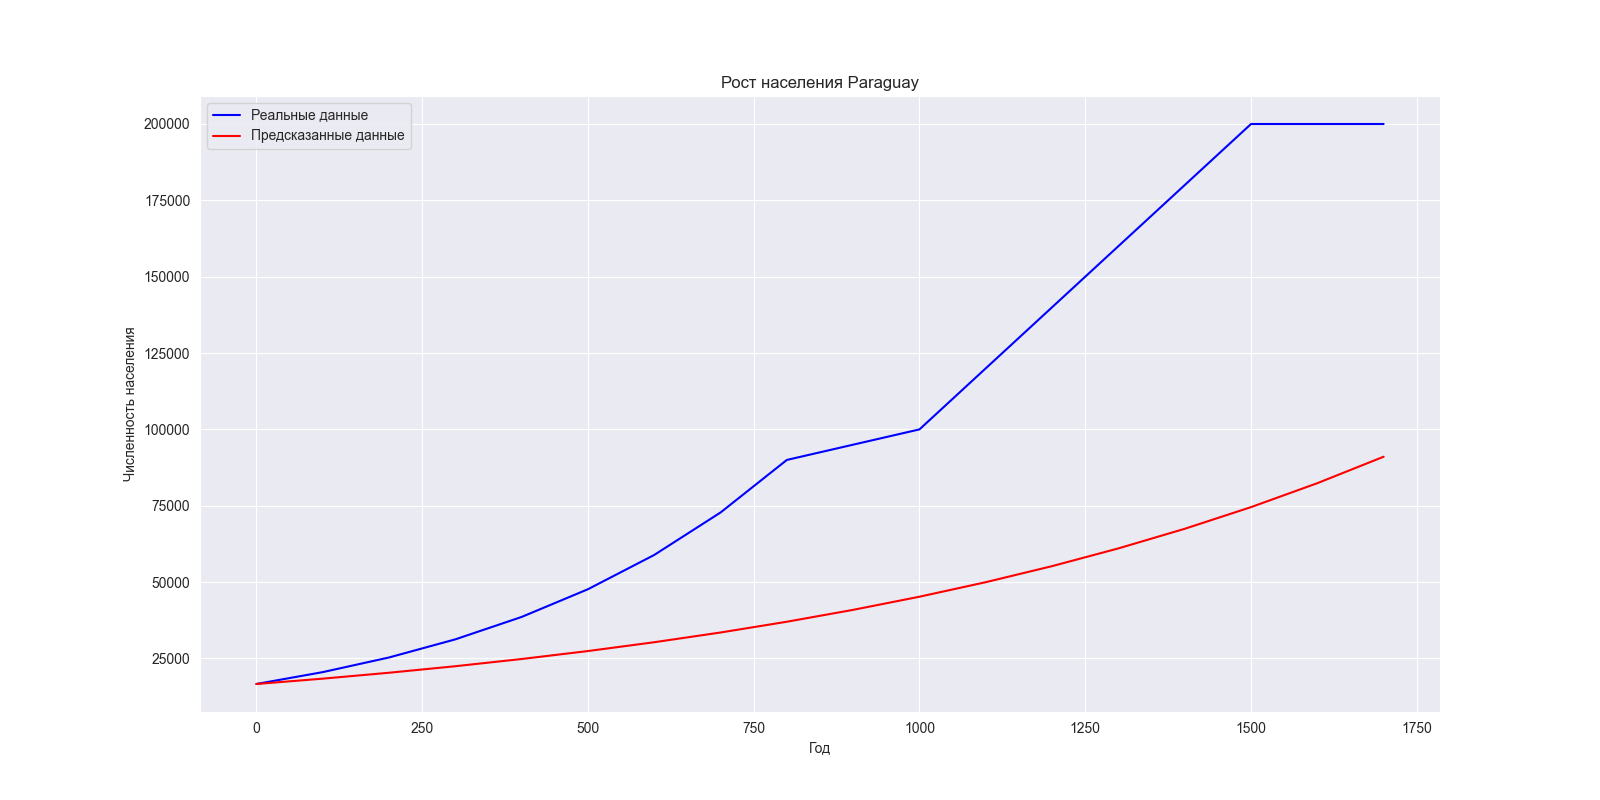 Рост населения Paraguay
Реальные данные
Предсказанные данные
200000
175000
150000
125000
100000
75000
50000
25000
Численность населения
0 250 500 750 1000 1250 1500 1750
Год